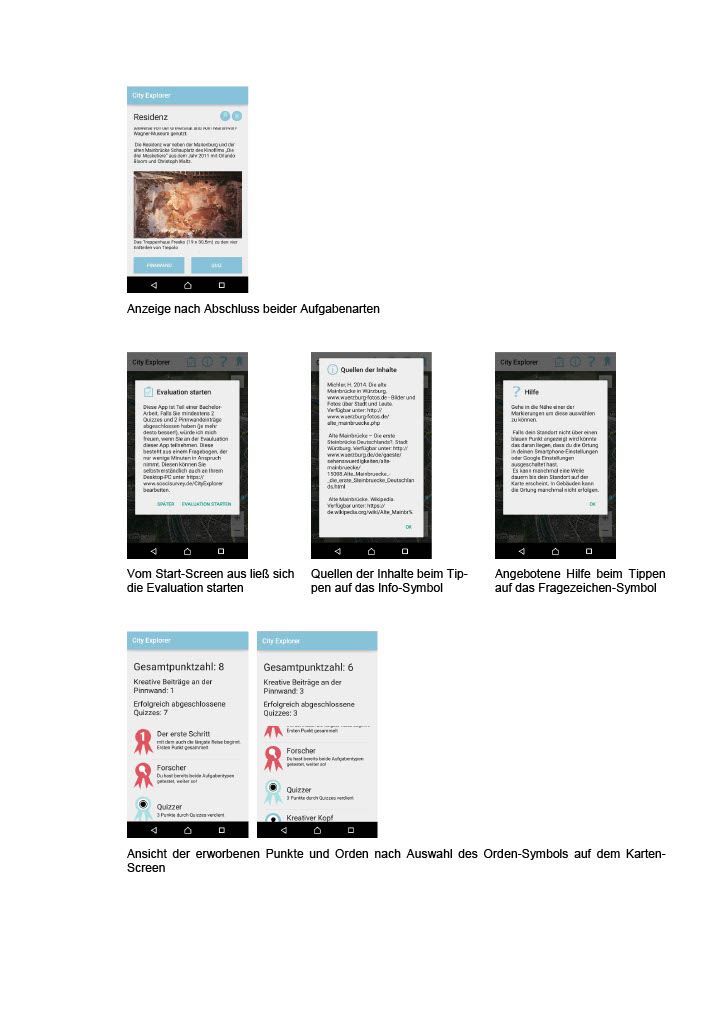 City Explorer
Residenz
Wagner-Museum genutzt.
Die Residenz war neben der Marienburg und der
alten Mainbrücke Schauplatz des Kinofilms „Die
drei Musketiere" aus dem Jahr 2011 mit Orlando
Bloom und Christoph Waltz.
Das Treppenhaus Fresko (19 x 30,5m) zu den vier
Erdteilen von Tiepolo
PINNWAND QUIZ
Anzeige nach Abschluss beider Aufgabenarten
City Explorer
Evaluation starten
Diese App ist Teil einer Bachelor-
Arbeit. Falls Sie mindestens 2
Quizzes und 2 Pinnwandeinträge
abgeschlossen haben (je mehr
desto besser!), würde ich mich
freuen, wenn Sie an der Evaluation
dieser App teilnehmen. Diese
besteht aus einem Fragebogen, der
nur wenige Minuten in Anspruch
nimmt. Diesen können Sie
selbstverständlich auch an Ihrem
Desktop-PC unter https://
www.soscisurvey.de/CityExplorer
bearbeiten.
SPÄTER EVALUATION STARTEN
Vom Start-Screen aus ließ sich
die Evaluation starten
Quellen der Inhalte
Michler, H. 2014. Die alte
Mainbrücke in Würzburg.
www.wuerzburg-fotos.de - Bilder und
Fotos über Stadt und Leute.
Verfügbar unter: http://
www.wuerzburg-fotos.de/
alte_mainbruecke.php
Alte Mainbrücke – Die erste
Steinbrücke Deutschlands?. Stadt
Würzburg. Verfügbar unter: http://
www.wuerzburg.de/de/gaeste/
sehenswuerdigkeiten/alte-
mainbruecke/
15088.Alte_Mainbruecke_-
_die_erste_Steinbruecke_Deutschlan
ds.html
Alte Mainbrücke. Wikipedia.
Verfügbar unter: https://
de.wikipedia.org/wiki/Alte_Mainbr%
OK
Quellen der Inhalte beim Tip-
pen auf das Info-Symbol
City Explorer
Hilfe
Gehe in die Nähe einer der
Markierungen um diese auswählen
zu können.
Falls dein Standort nicht über einen
blauen Punkt angezeigt wird könnte
das daran liegen, dass du die Ortung
in deinen Smartphone-Einstellungen
oder Google Einstellungen
ausgeschaltet hast.
Es kann manchmal eine Weile
dauern bis dein Standort auf der
Karte erscheint. In Gebäuden kann
die Ortung manchmal nicht erfolgen.
OK
Angebotene Hilfe beim Tippen
auf das Fragezeichen-Symbol
City Explorer
Gesamtpunktzahl: 8
Kreative Beiträge an der
Pinnwand: 1
Erfolgreich abgeschlossene
Quizzes: 7
Der erste Schritt
mit dem auch die längste Reise beginnt.
Ersten Punkt gesammelt
Forscher
Du hast bereits beide Aufgabentypen
getestet, weiter so!
Quizzer
3 Punkte durch Quizzes verdient
City Explorer
Gesamtpunktzahl: 6
Kreative Beiträge an der
Pinnwand: 3
Erfolgreich abgeschlossene
Quizzes: 3
Ersten Punkt gesammelt
Forscher
Du hast bereits beide Aufgabentypen
getestet, weiter so!
Quizzer
3 Punkte durch Quizzes verdient
Kreativer Kopf
Ansicht der erworbenen Punkte und Orden nach Auswahl des Orden-Symbols auf dem Karten-
Screen